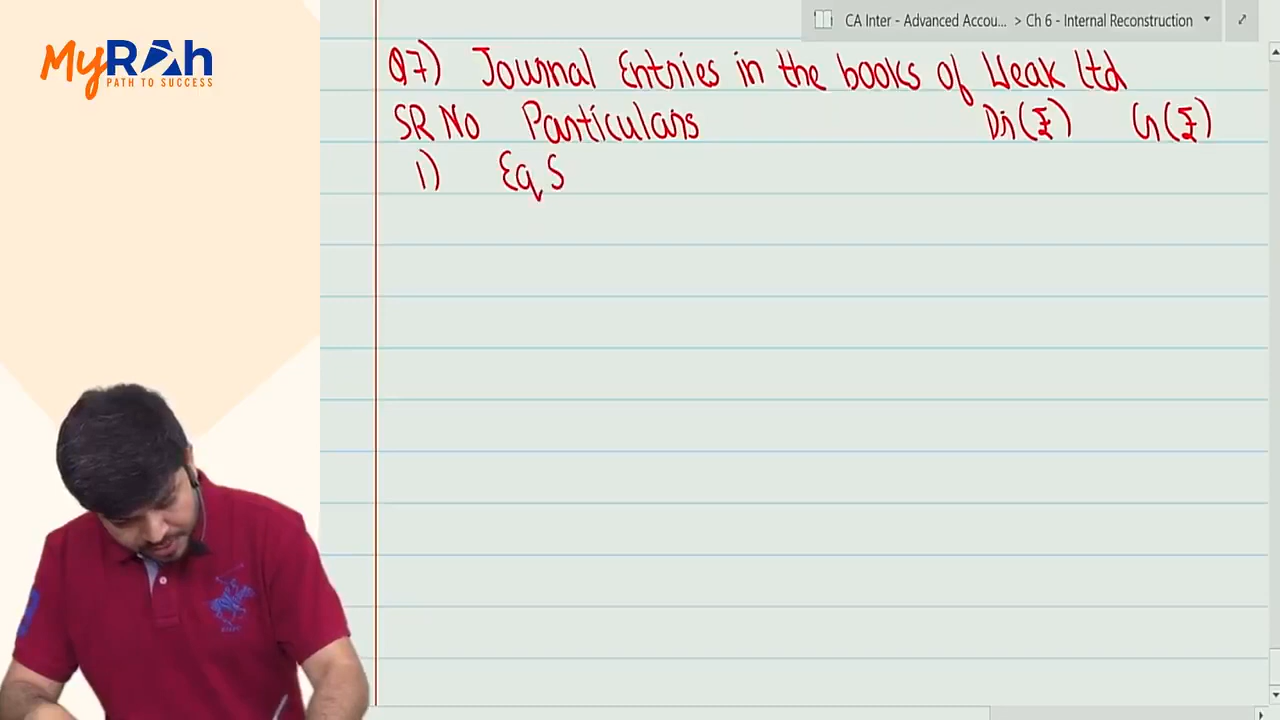 MyRAh
PATH TO SUCCESS
CA Inter - Advanced Accou... > Ch 6 - Internal Reconstruction
Q7) Journal Entries in the books of Weak Ltd
SR No Particulars Dr(₹) Cr(₹)
1) Eq S